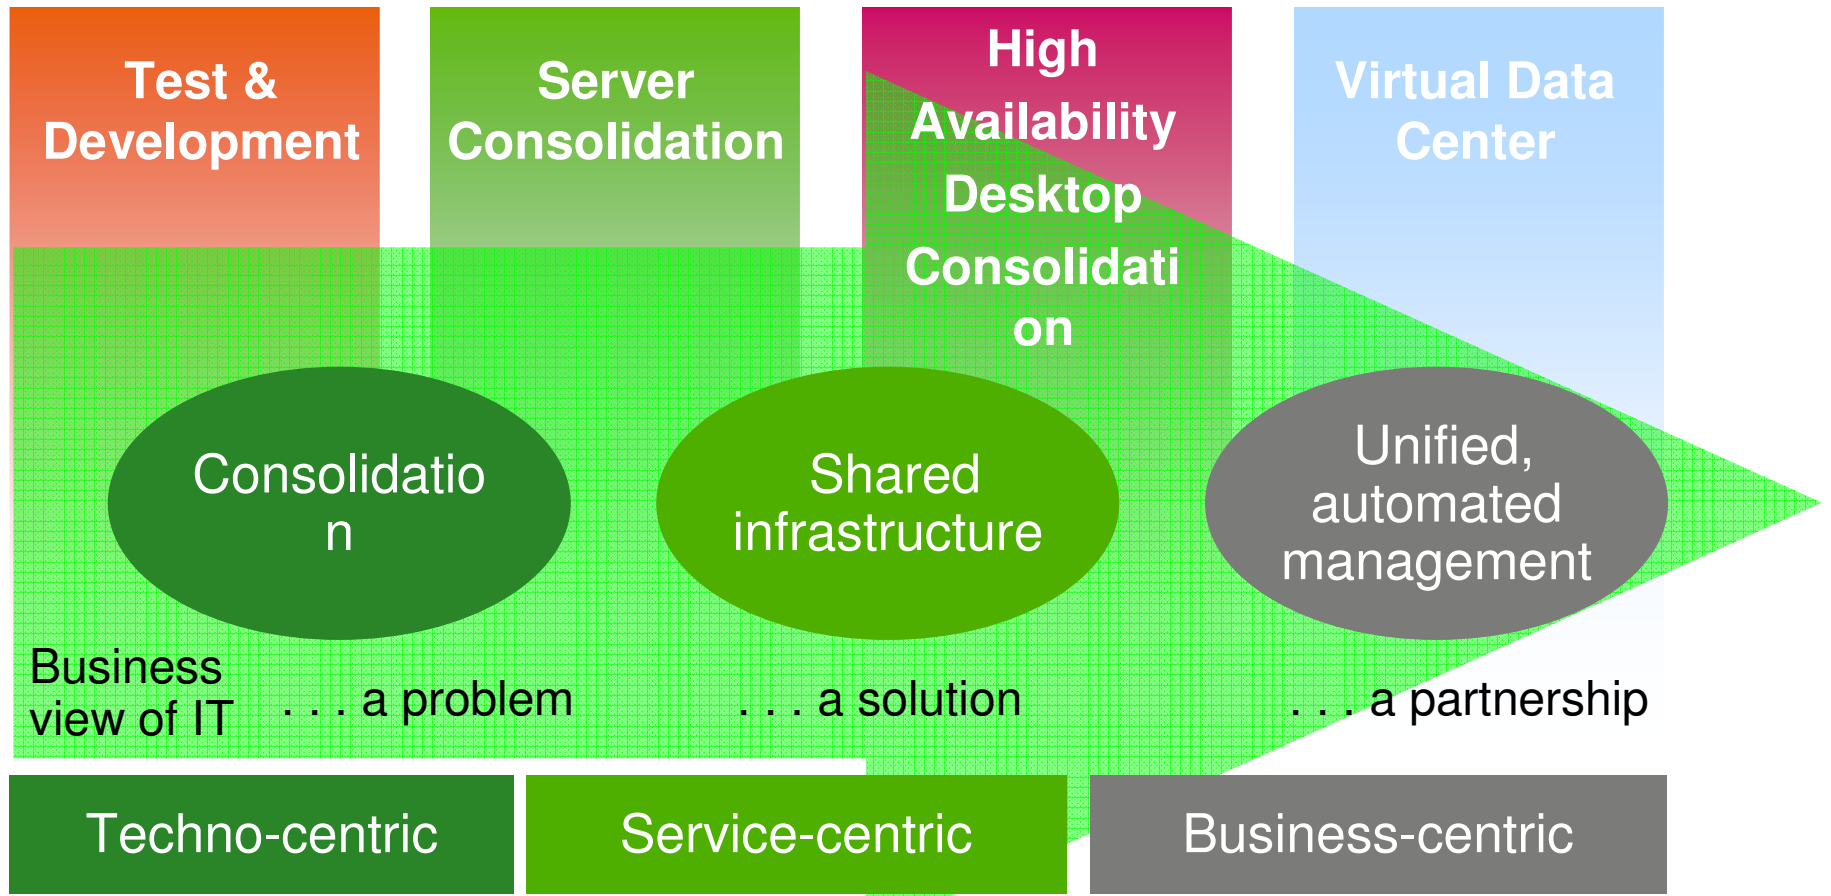 Test &
Development
Server
Consolidation
High
Availability
Desktop
Consolidati
on
Virtual Data
Center
Consolidatio
n
Shared
infrastructure
Unified,
automated
management
Business
view of IT
. . . a problem
. . . a solution
. . . a partnership
Techno-centric
Service-centric
Business-centric